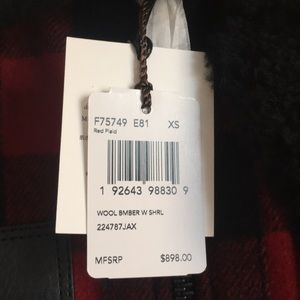 F75749 E81 XS
Red Plaid
1 92643 98830 9
WOOL BMBER W SHRL
224787JAX
MFSRP $898.00